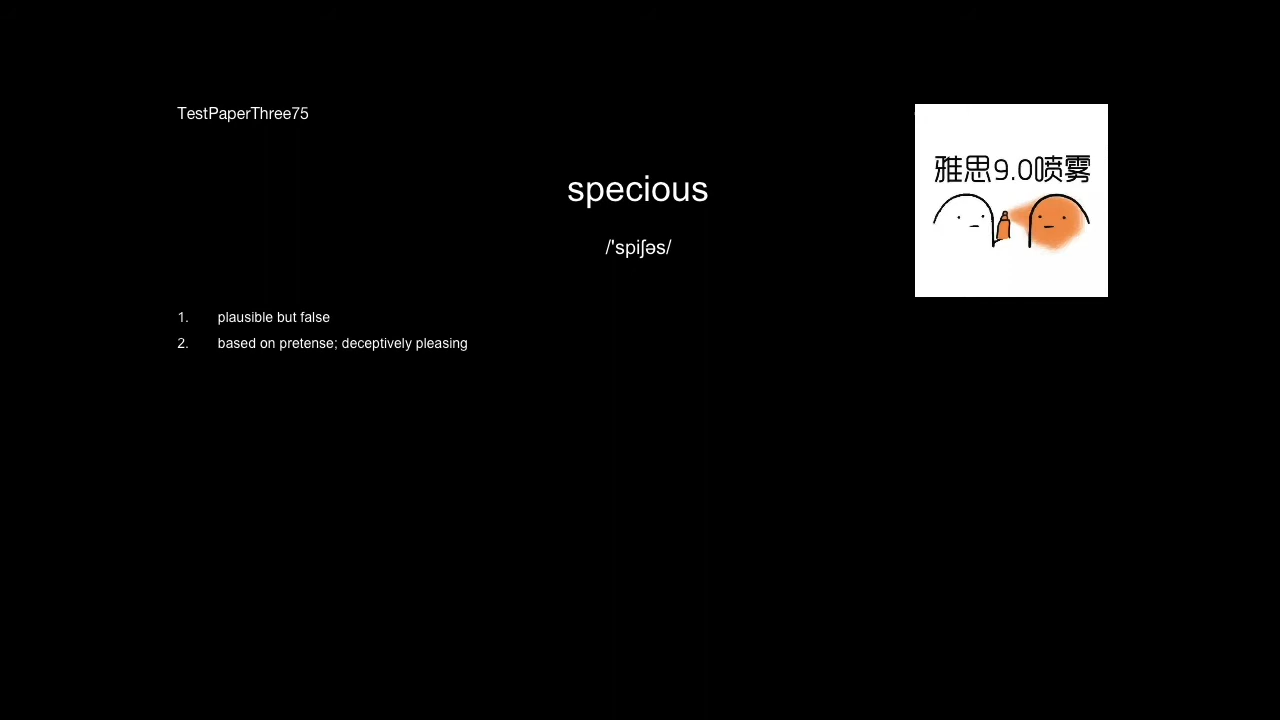 TestPaperThree75
雅思9.0喷雾
specious
/'spiʃəs/
1. plausible but false
2. based on pretense; deceptively pleasing